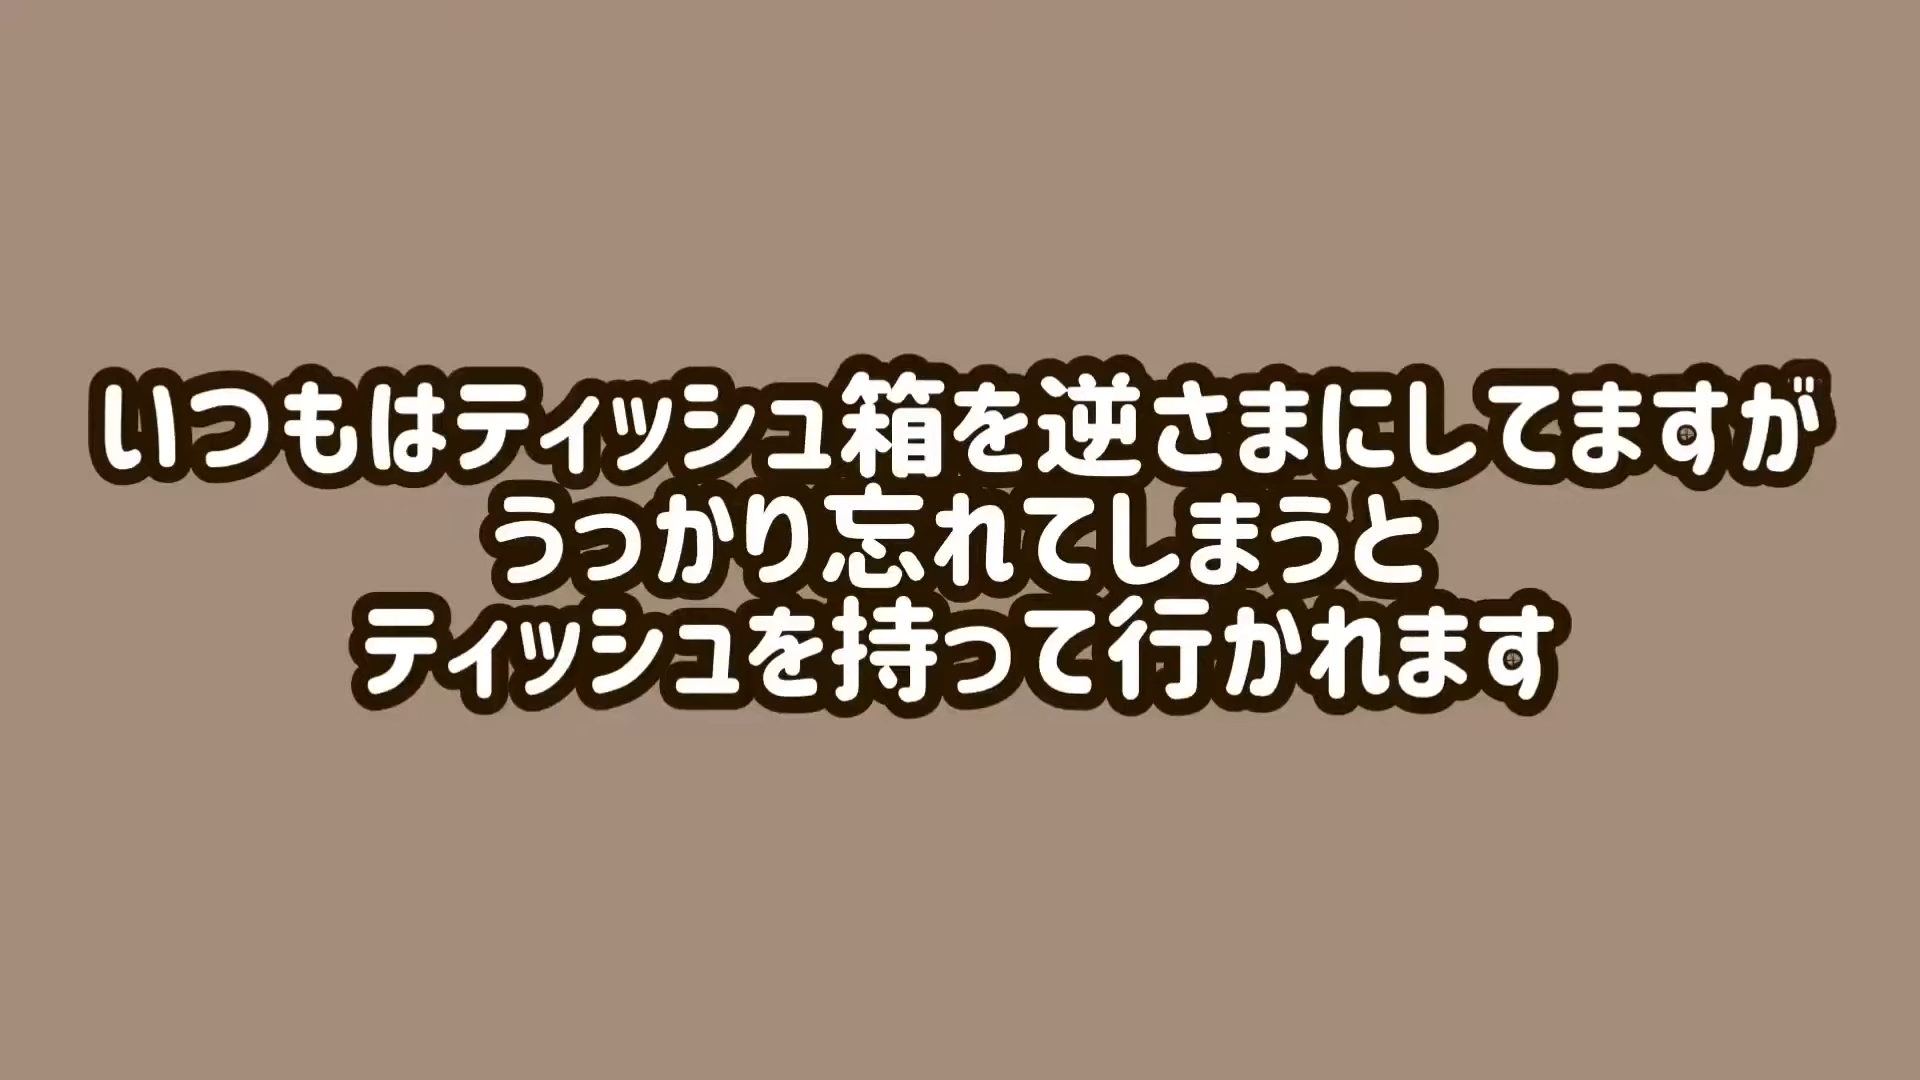 いつもはティッシュ箱を逆さまにしてますが
うっかり忘れてしまうと
ティッシュを持って行かれます